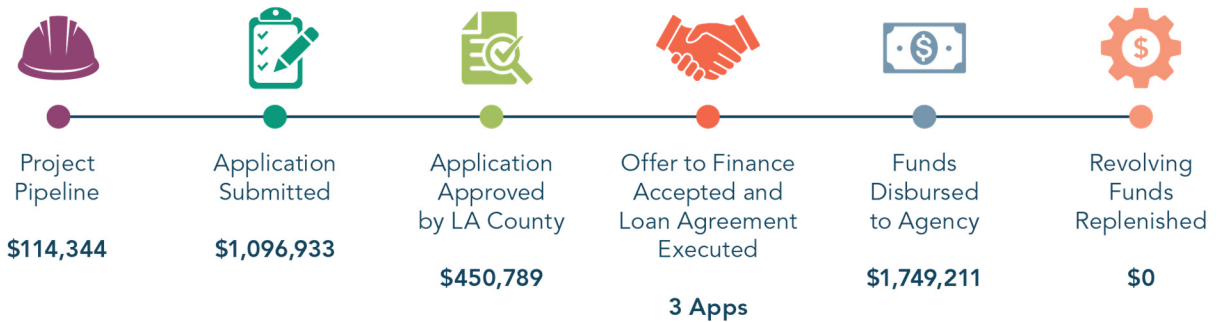 $
$
Project
Pipeline
$114,344
Application
Submitted
$1,096,933
Application
Approved
by LA County
$450,789
Offer to Finance
Accepted and
Loan Agreement
Executed
3 Apps
Funds
Disbursed
to Agency
$1,749,211
Revolving
Funds
Replenished
$0